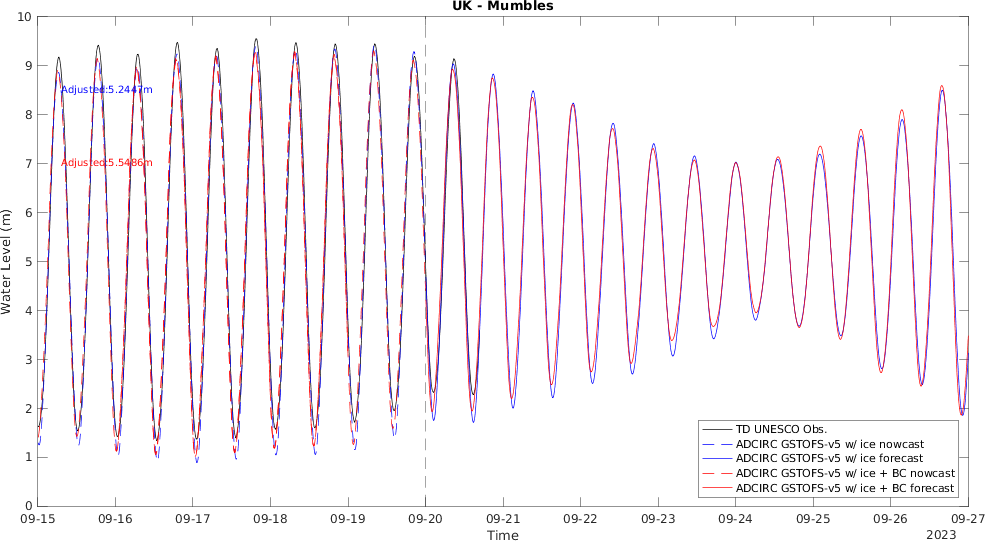 UK - Mumbles
10
9
8
7
6
5
4
3
2
1
0
Water Level (m)
Adjusted:5.2447m
Adjusted:5.5486m
TD UNESCO Obs.
ADCIRC GSTOFS-v5 w/ ice nowcast
ADCIRC GSTOFS-v5 w/ ice forecast
ADCIRC GSTOFS-v5 w/ ice + BC nowcast
ADCIRC GSTOFS-v5 w/ ice + BC forecast
09-15 09-16 09-17 09-18 09-19 09-20 09-21 09-22 09-23 09-24 09-25 09-26 09-27
Time
2023